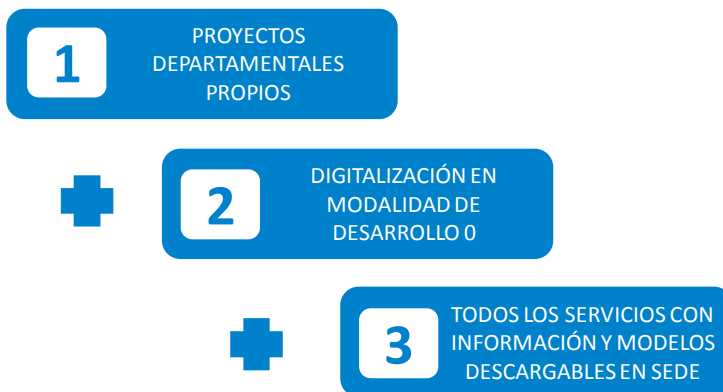 1
PROYECTOS
DEPARTAMENTALES
PROPIOS
2
DIGITALIZACIÓN EN
MODALIDAD DE
DESARROLLO 0
3
TODOS LOS SERVICIOS CON
INFORMACIÓN Y MODELOS
DESCARGABLES EN SEDE